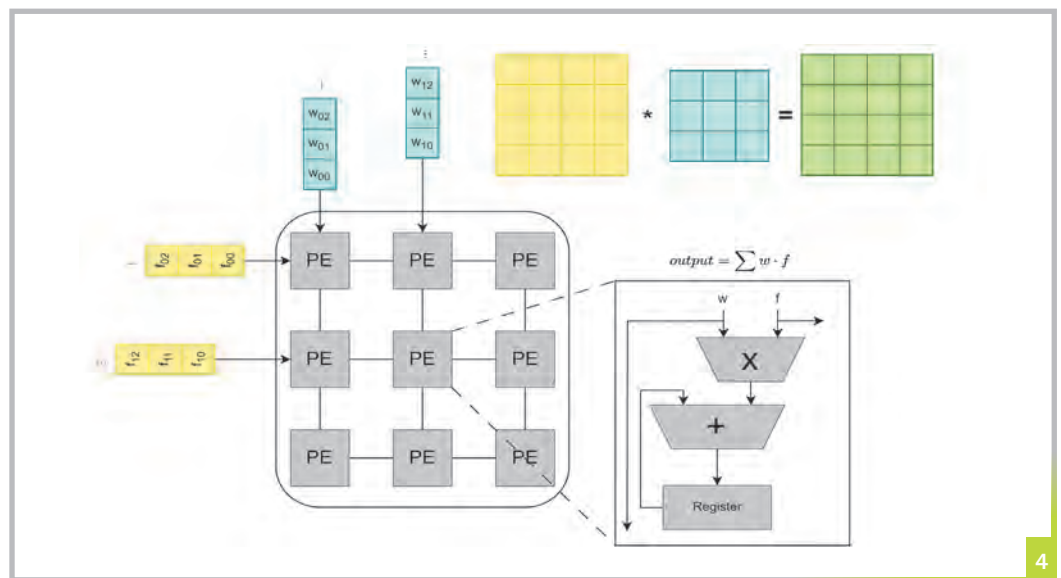 w12
w11
w10
w02
w01
w00
*
=
f02 f01 f00
PE PE PE
output = ∑ w · f
w f
f12 f11 f10
PE PE PE
X
+
PE PE PE
Register
4